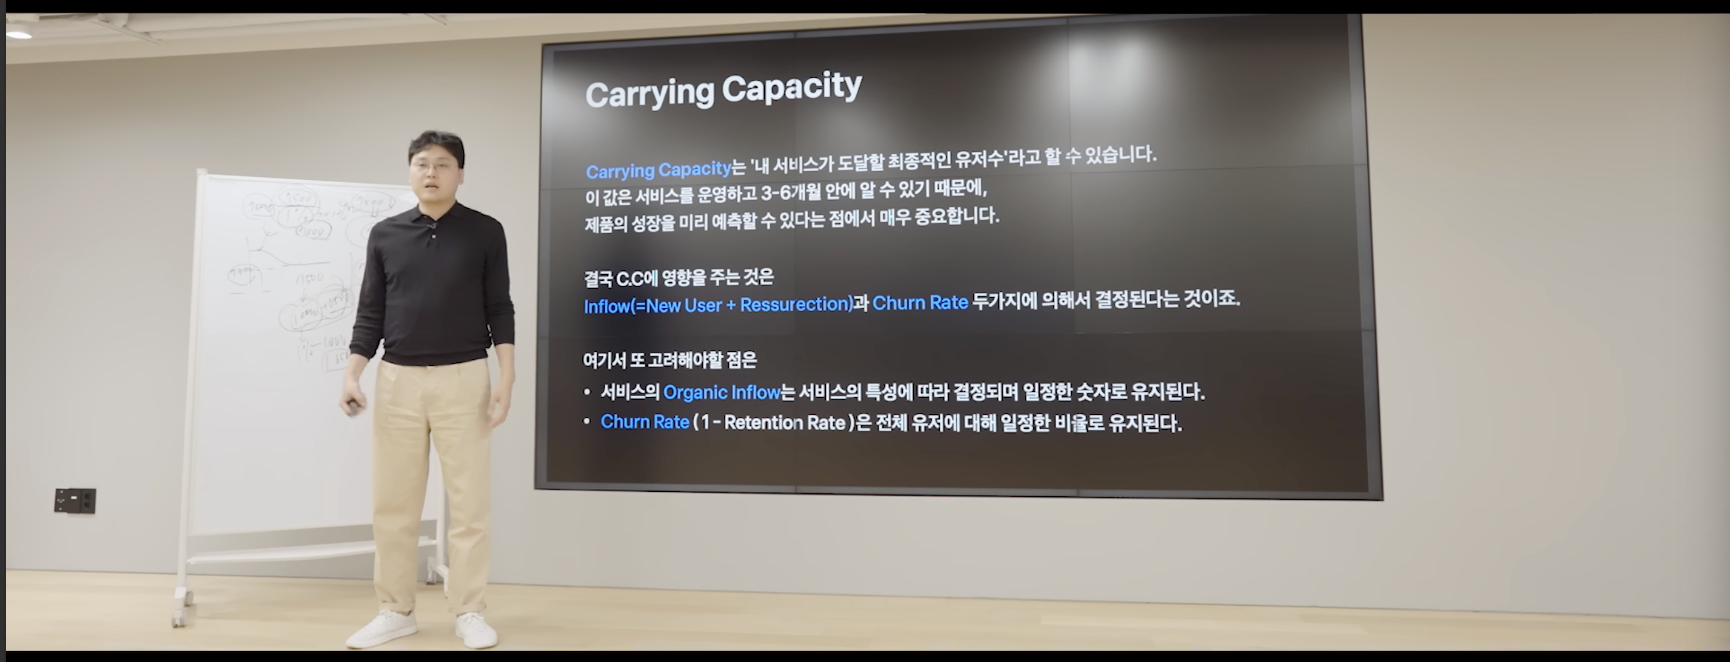 Carrying Capacity
Carrying Capacity는 '내 서비스가 도달할 최종적인 유저수'라고 할 수 있습니다.
이 값은 서비스를 운영하고 3-6개월 안에 알 수 있기 때문에,
제품의 성장을 미리 예측할 수 있다는 점에서 매우 중요합니다.
결국 C.C에 영향을 주는 것은
Inflow(=New User + Ressurection)과 Churn Rate 두가지에 의해서 결정된다는 것이죠.
여기서 또 고려해야할 점은
• 서비스의 Organic Inflow는 서비스의 특성에 따라 결정되며 일정한 숫자로 유지된다.
• Churn Rate ( 1 - Retention Rate )은 전체 유저에 대해 일정한 비율로 유지된다.